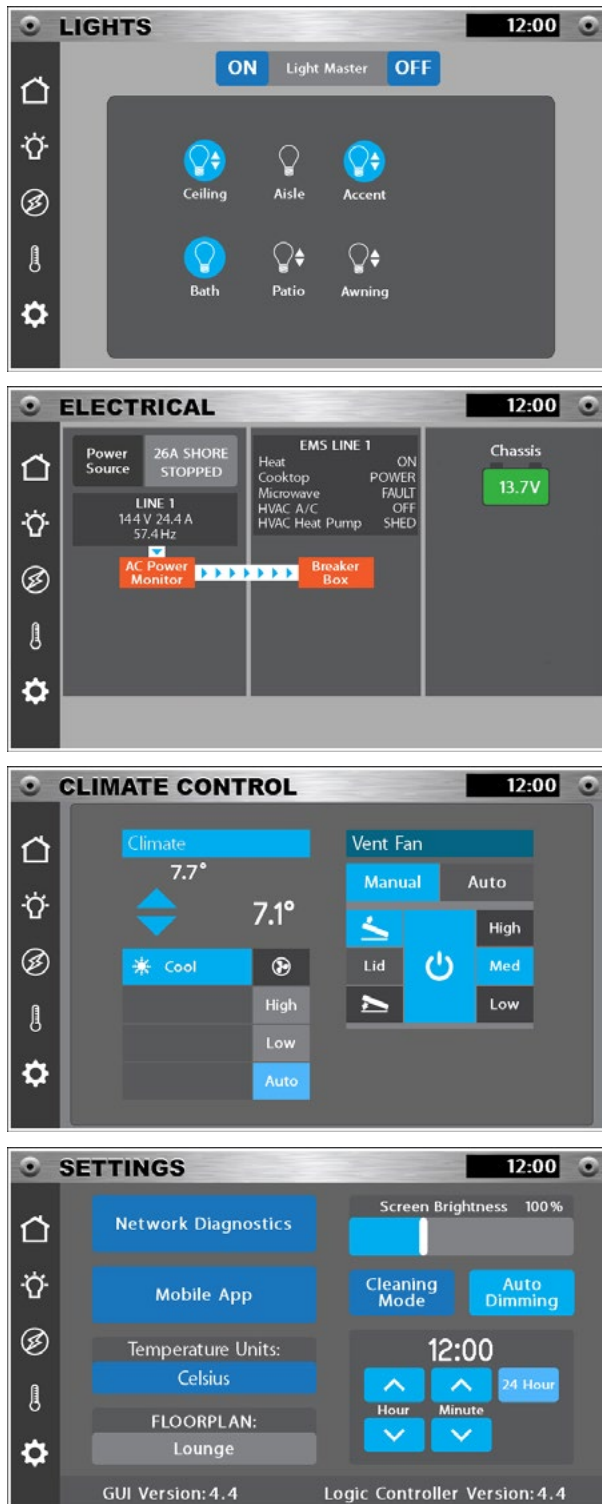 LIGHTS 12:00
ON Light Master OFF
Ceiling Aisle Accent
Bath Patio Awning
ELECTRICAL 12:00
Power Source
26A SHORE STOPPED
LINE 1
144 V 24.4 A
57.4 Hz
AC Power Monitor
EMS LINE 1
Heat ON
Cooktop POWER
Microwave FAULT
HVAC A/C OFF
HVAC Heat Pump SHED
Breaker Box
Chassis
13.7V
CLIMATE CONTROL 12:00
Climate
7.7°
7.1°
Cool
High
Low
Auto
Vent Fan
Manual Auto
High
Lid Med
Low
SETTINGS 12:00
Network Diagnostics
Mobile App
Temperature Units:
Celsius
FLOORPLAN:
Lounge
Screen Brightness 100%
Cleaning Mode
Auto Dimming
12:00
24 Hour
Hour Minute
GUI Version: 4.4 Logic Controller Version: 4.4